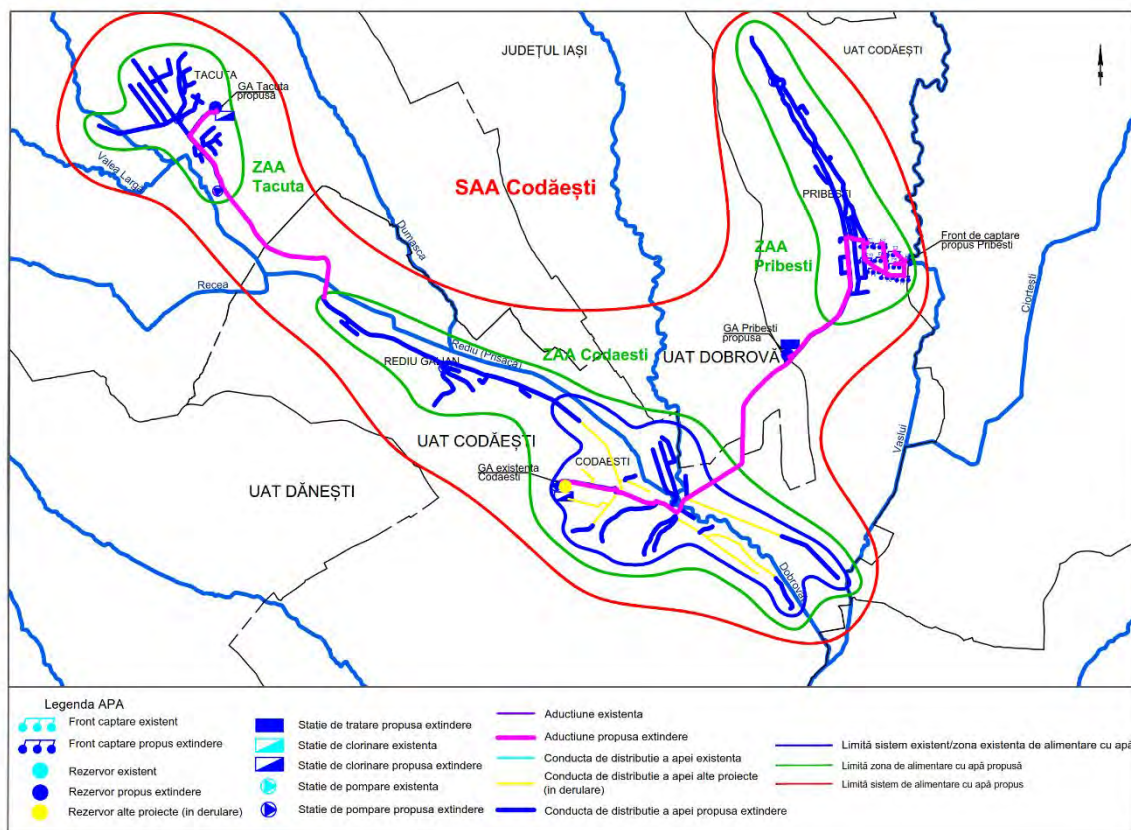 JUDEȚUL IAȘI
UAT CODĂEȘTI
TACUTA
GA Tacuta
propusa
ZAA
Tacuta
Valea Largă
SAA Codăești
Dumasca
Recea
PRIBESTI
ZAA
Pribesti
Front de captare
propus Pribesti
Ciortești
GA Pribesti
propusa
UAT DOBROVĂȚ
Rediu (Prisaca)
ZAA Codaesti
REDIU GALIAN
UAT CODĂEȘTI
CODAESTI
GA existenta
Codaesti
UAT DĂNEȘTI
Vaslui
Dobrovat
Legenda APA
Front captare existent
Front captare propus extindere
Rezervor existent
Rezervor propus extindere
Rezervor alte proiecte (in derulare)
Statie de tratare propusa extindere
Statie de clorinare existenta
Statie de clorinare propusa extindere
Statie de pompare existenta
Statie de pompare propusa extindere
Aductiune existenta
Aductiune propusa extindere
Conducta de distributie a apei existenta
Conducta de distributie a apei alte proiecte
(in derulare)
Conducta de distributie a apei propusa extindere
Limită sistem existent/zona existenta de alimentare cu apă
Limită zona de alimentare cu apă propusă
Limită sistem de alimentare cu apă propus